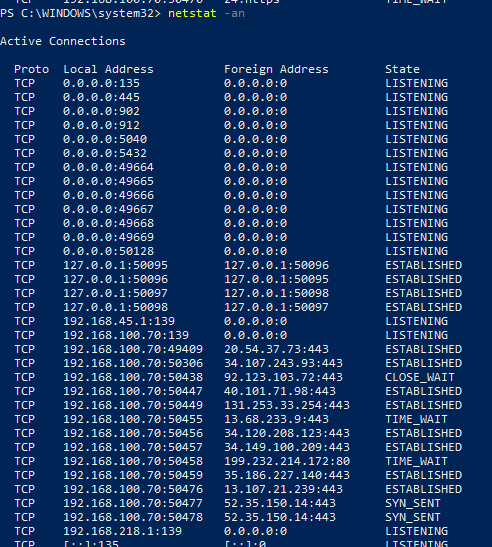 PS C:\WINDOWS\system32> netstat -an
Active Connections
Proto Local Address Foreign Address State
TCP 0.0.0.0:135 0.0.0.0:0 LISTENING
TCP 0.0.0.0:445 0.0.0.0:0 LISTENING
TCP 0.0.0.0:902 0.0.0.0:0 LISTENING
TCP 0.0.0.0:912 0.0.0.0:0 LISTENING
TCP 0.0.0.0:5040 0.0.0.0:0 LISTENING
TCP 0.0.0.0:5432 0.0.0.0:0 LISTENING
TCP 0.0.0.0:49664 0.0.0.0:0 LISTENING
TCP 0.0.0.0:49665 0.0.0.0:0 LISTENING
TCP 0.0.0.0:49666 0.0.0.0:0 LISTENING
TCP 0.0.0.0:49667 0.0.0.0:0 LISTENING
TCP 0.0.0.0:49668 0.0.0.0:0 LISTENING
TCP 0.0.0.0:49669 0.0.0.0:0 LISTENING
TCP 0.0.0.0:50128 0.0.0.0:0 LISTENING
TCP 127.0.0.1:50095 127.0.0.1:50096 ESTABLISHED
TCP 127.0.0.1:50096 127.0.0.1:50095 ESTABLISHED
TCP 127.0.0.1:50097 127.0.0.1:50098 ESTABLISHED
TCP 127.0.0.1:50098 127.0.0.1:50097 ESTABLISHED
TCP 192.168.45.1:139 0.0.0.0:0 LISTENING
TCP 192.168.100.70:139 0.0.0.0:0 LISTENING
TCP 192.168.100.70:49409 20.54.37.73:443 ESTABLISHED
TCP 192.168.100.70:50306 34.107.243.93:443 ESTABLISHED
TCP 192.168.100.70:50438 92.123.103.72:443 CLOSE_WAIT
TCP 192.168.100.70:50447 40.101.71.98:443 ESTABLISHED
TCP 192.168.100.70:50449 131.253.33.254:443 ESTABLISHED
TCP 192.168.100.70:50455 13.68.233.9:443 TIME_WAIT
TCP 192.168.100.70:50456 34.120.208.123:443 ESTABLISHED
TCP 192.168.100.70:50457 34.149.100.209:443 ESTABLISHED
TCP 192.168.100.70:50458 199.232.214.172:80 TIME_WAIT
TCP 192.168.100.70:50459 35.186.227.140:443 ESTABLISHED
TCP 192.168.100.70:50476 13.107.21.239:443 ESTABLISHED
TCP 192.168.100.70:50477 52.35.150.14:443 SYN_SENT
TCP 192.168.100.70:50478 52.35.150.14:443 SYN_SENT
TCP 192.168.218.1:139 0.0.0.0:0 LISTENING
TCP [::]:135 [::]:0 LISTENING